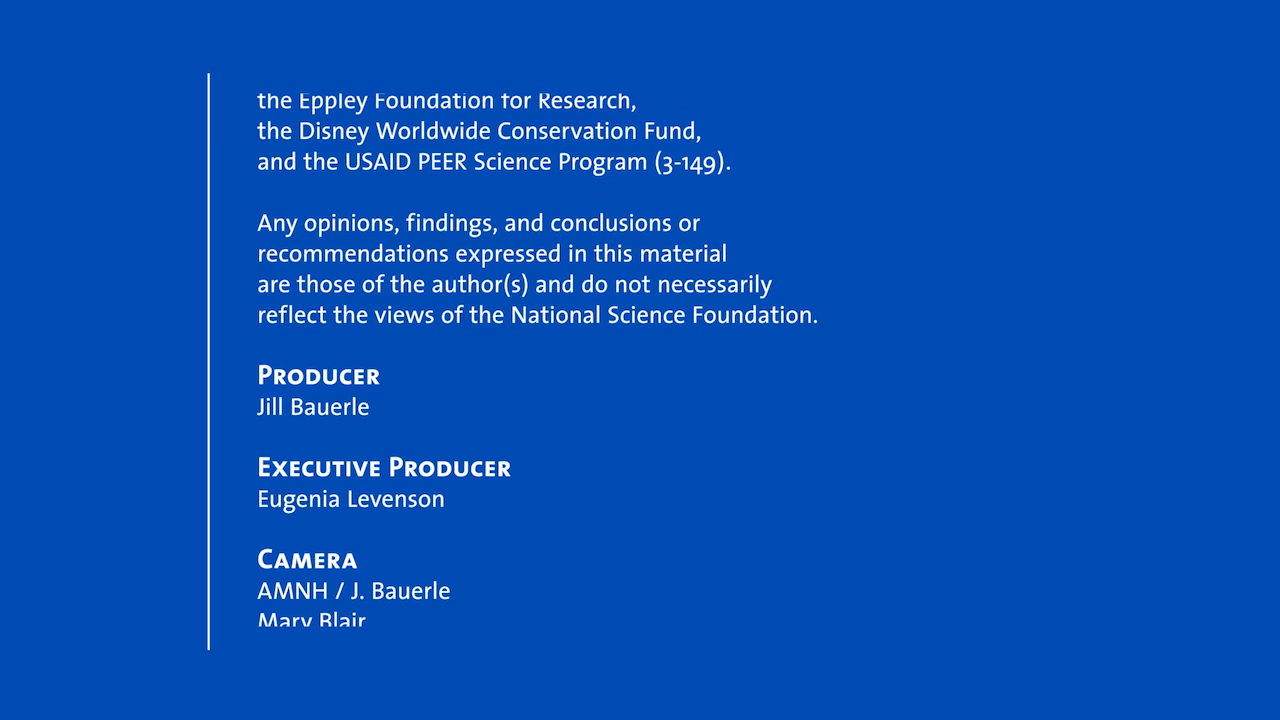 the Eppley Foundation for Research,
the Disney Worldwide Conservation Fund,
and the USAID PEER Science Program (3-149).
Any opinions, findings, and conclusions or
recommendations expressed in this material
are those of the author(s) and do not necessarily
reflect the views of the National Science Foundation.
Producer
Jill Bauerle
Executive Producer
Eugenia Levenson
Camera
AMNH / J. Bauerle
Mary Blair